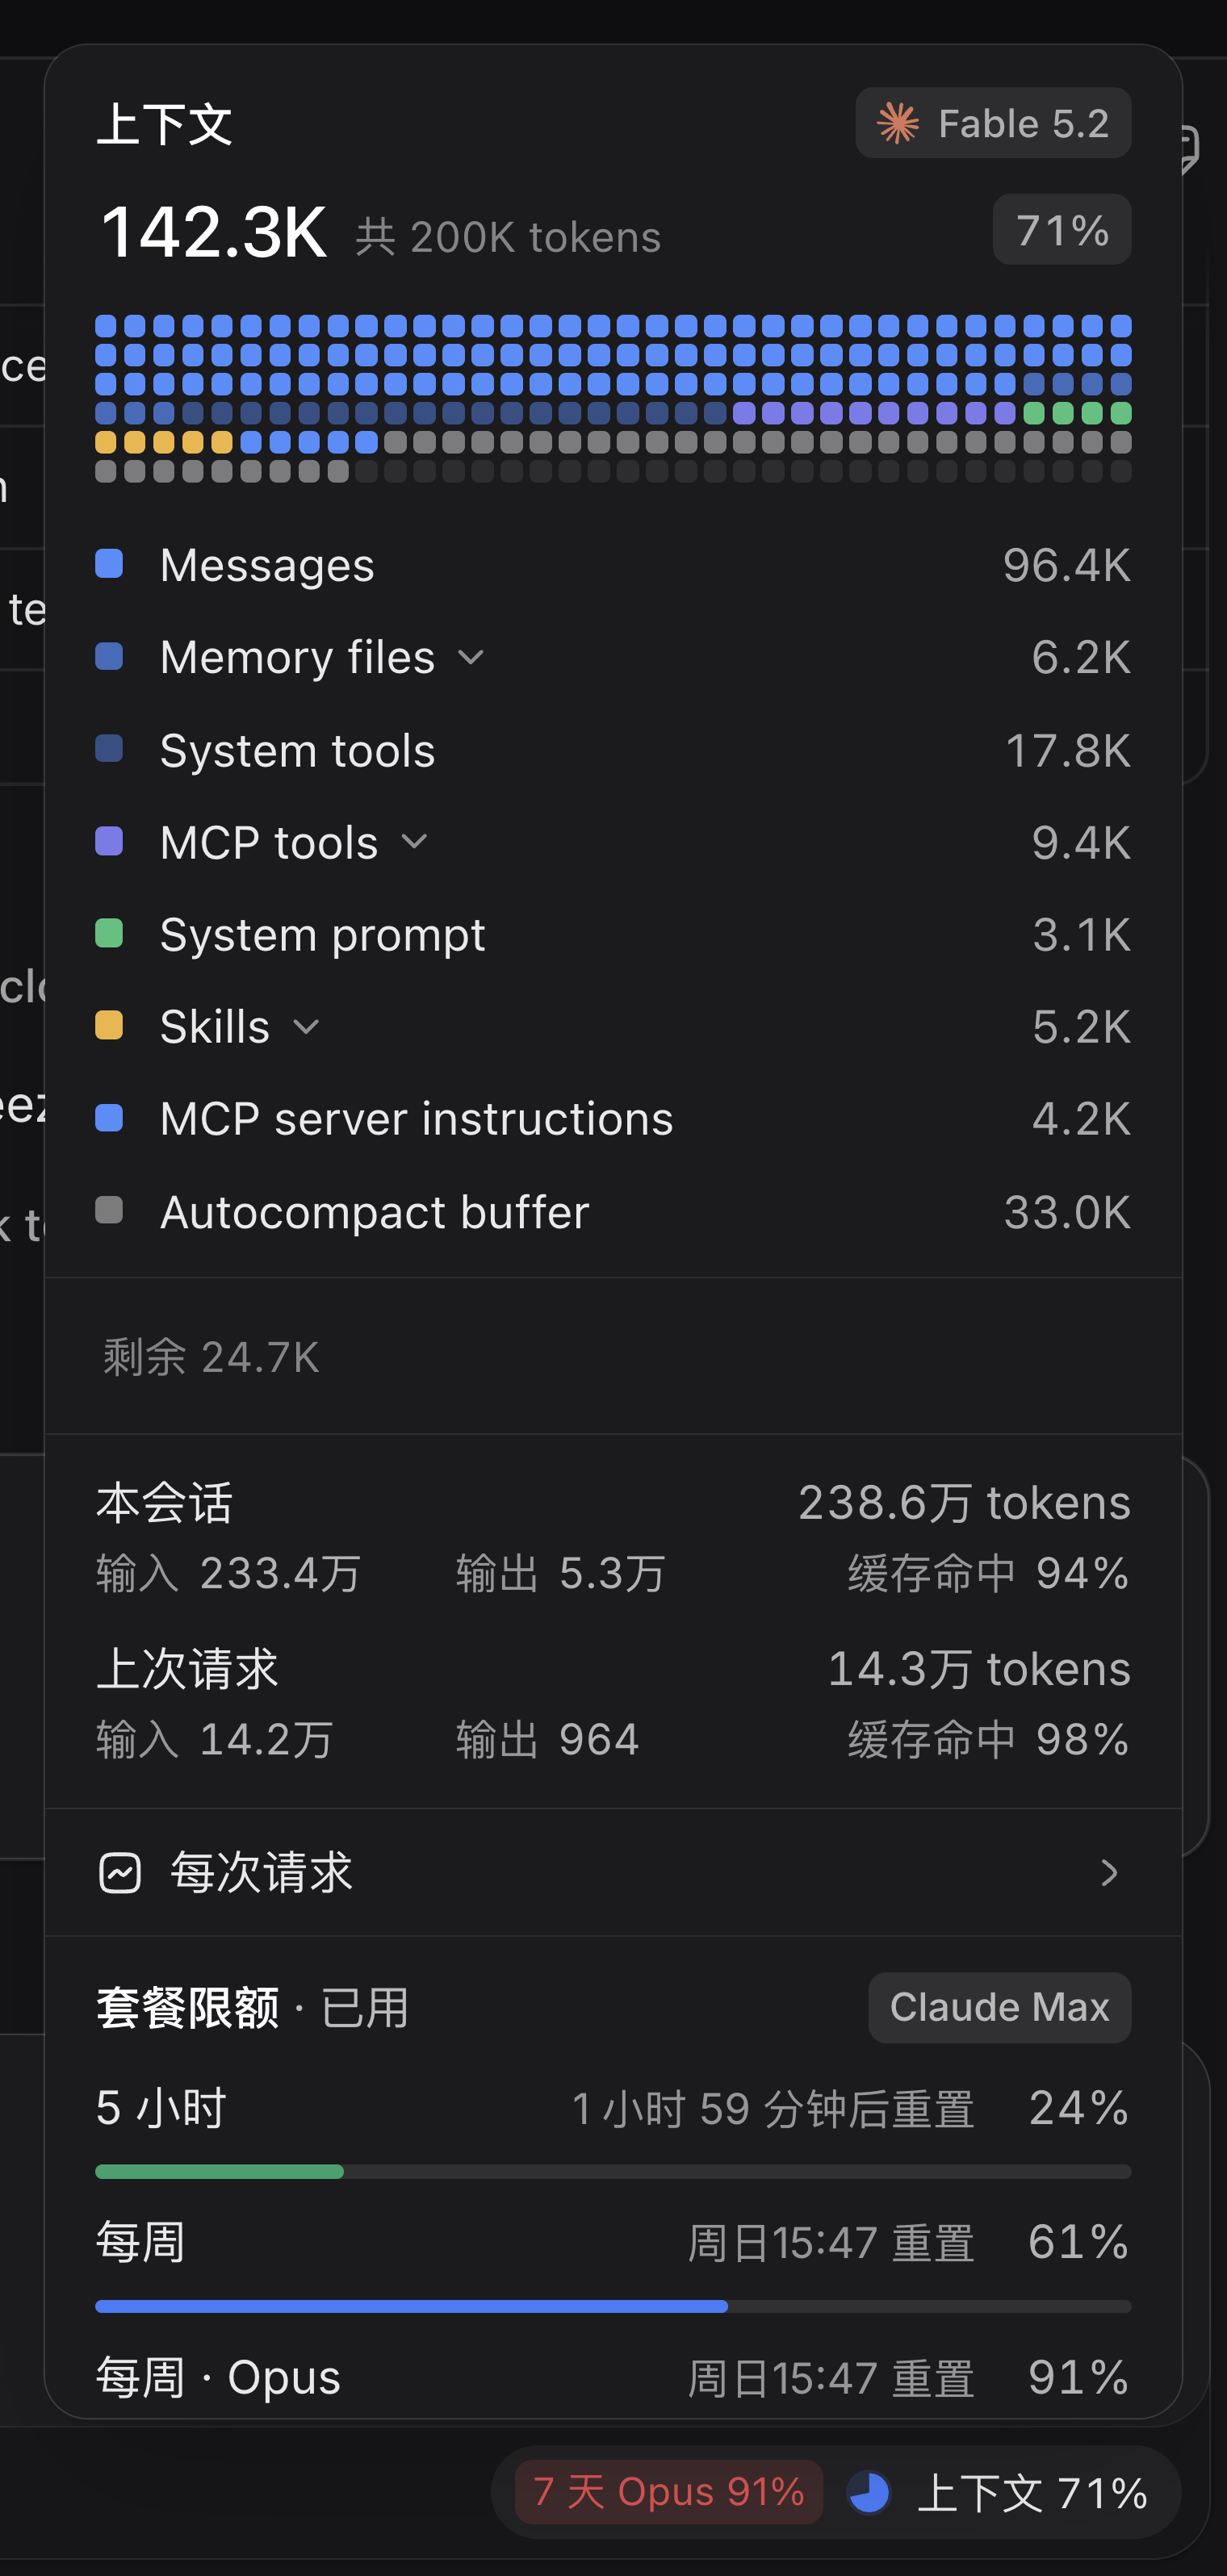 上下文
Fable 5.2
142.3K 共 200K tokens
71%
Messages 96.4K
Memory files 6.2K
System tools 17.8K
MCP tools 9.4K
System prompt 3.1K
Skills 5.2K
MCP server instructions 4.2K
Autocompact buffer 33.0K
剩余 24.7K
本会话 238.6万 tokens
输入 233.4万 输出 5.3万 缓存命中 94%
上次请求 14.3万 tokens
输入 14.2万 输出 964 缓存命中 98%
每次请求
套餐限额 · 已用 Claude Max
5 小时 1 小时 59 分钟后重置 24%
每周 周日15:47 重置 61%
每周 · Opus 周日15:47 重置 91%
7 天 Opus 91% 上下文 71%